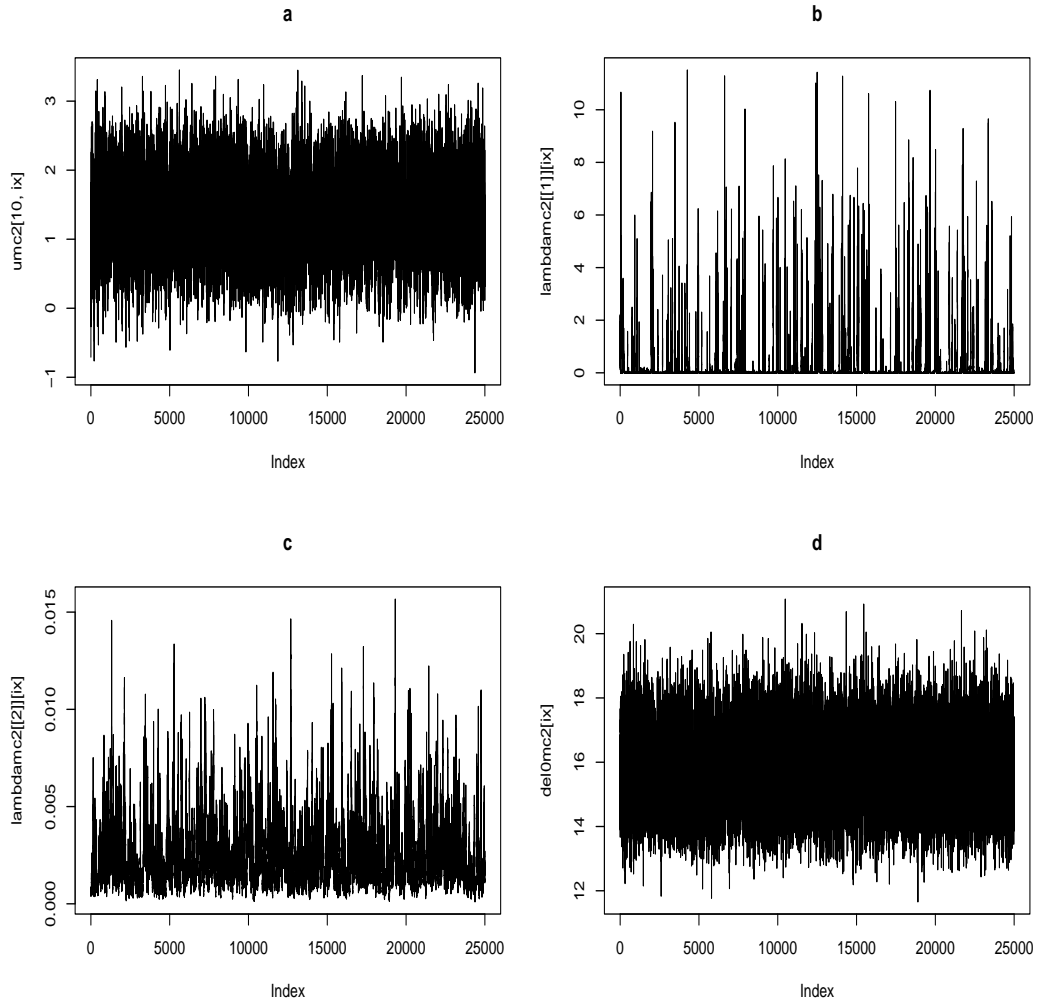 a
umc2[10, ix]
3
2
1
0
−1
0 5000 10000 15000 20000 25000
Index
b
lambdamc2[[1]][ix]
10
8
6
4
2
0
0 5000 10000 15000 20000 25000
Index
c
lambdamc2[[2]][ix]
0.015
0.010
0.005
0.000
0 5000 10000 15000 20000 25000
Index
d
del0mc2[ix]
20
18
16
14
12
0 5000 10000 15000 20000 25000
Index